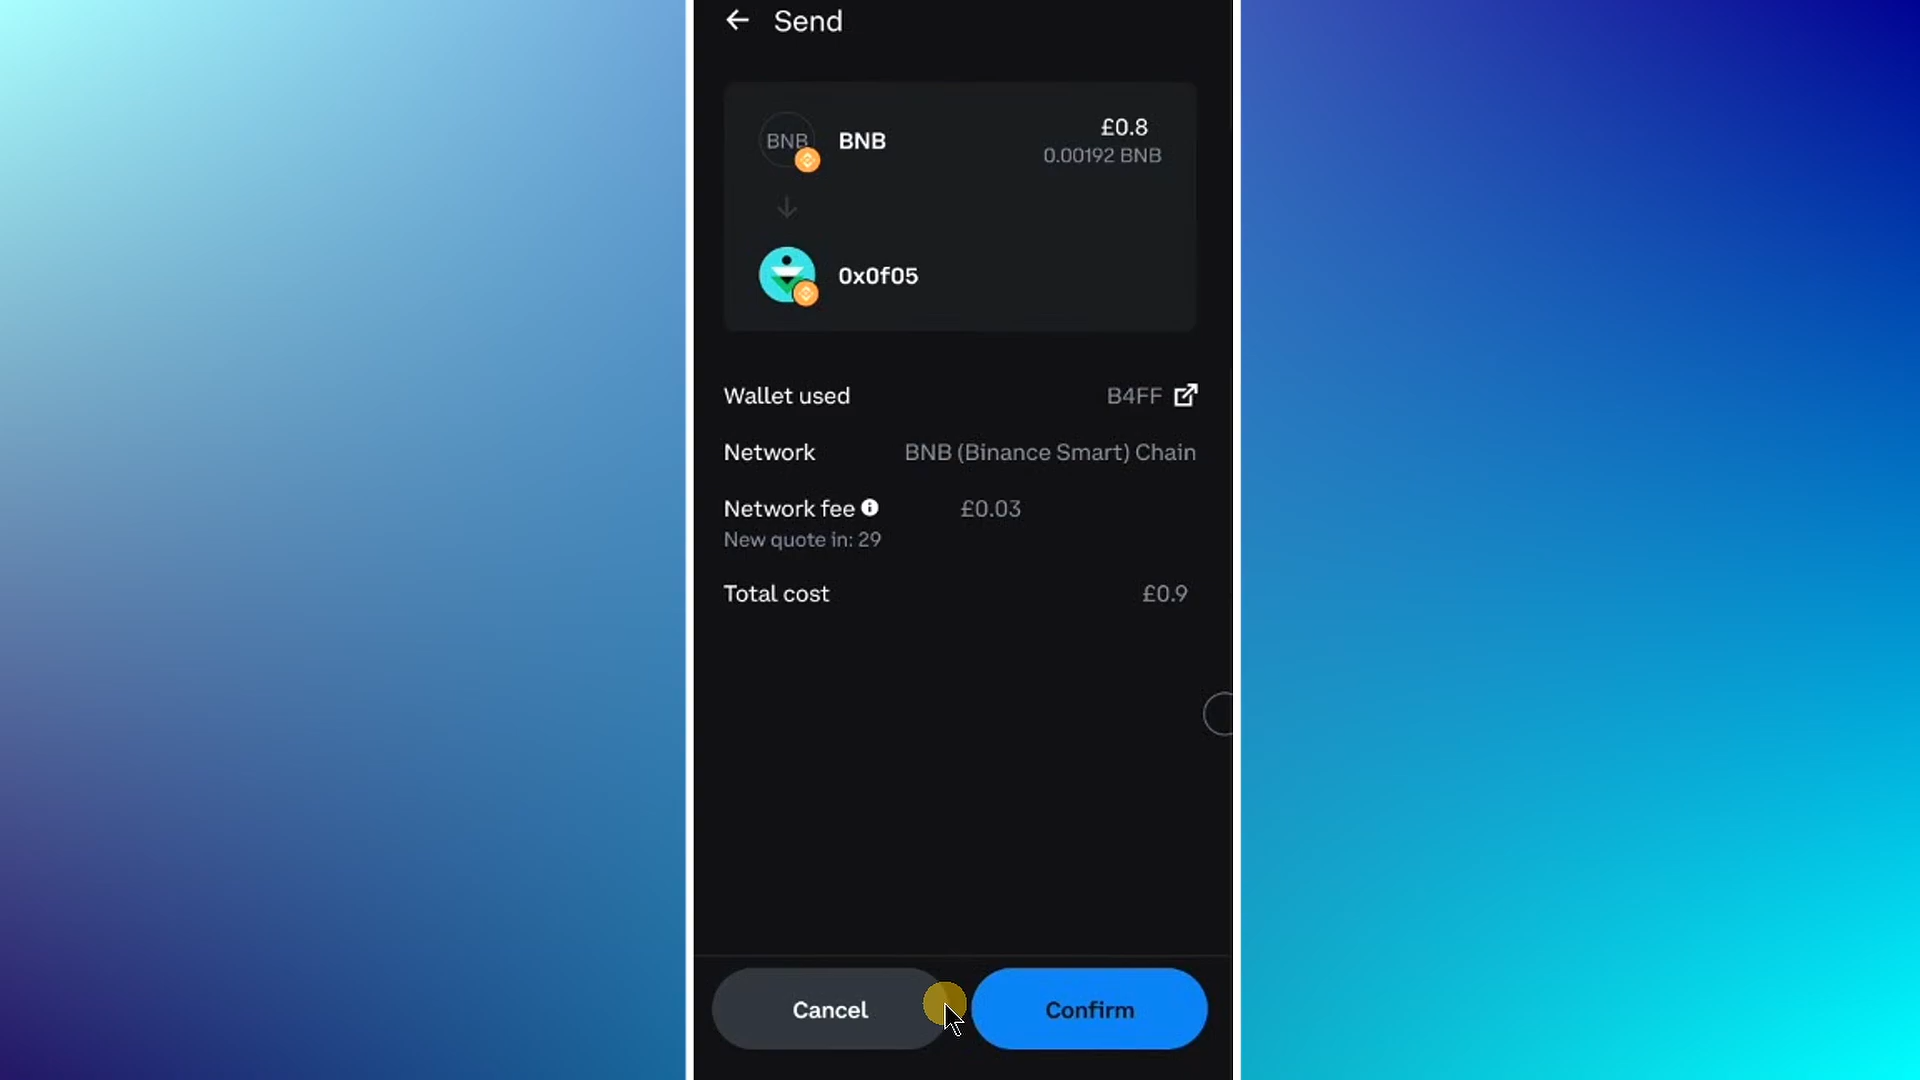 Send
BNB
BNB
£0.8
0.00192 BNB
0x0f05
Wallet used B4FF
Network BNB (Binance Smart) Chain
Network fee £0.03
New quote in: 29
Total cost £0.9
Cancel
Confirm